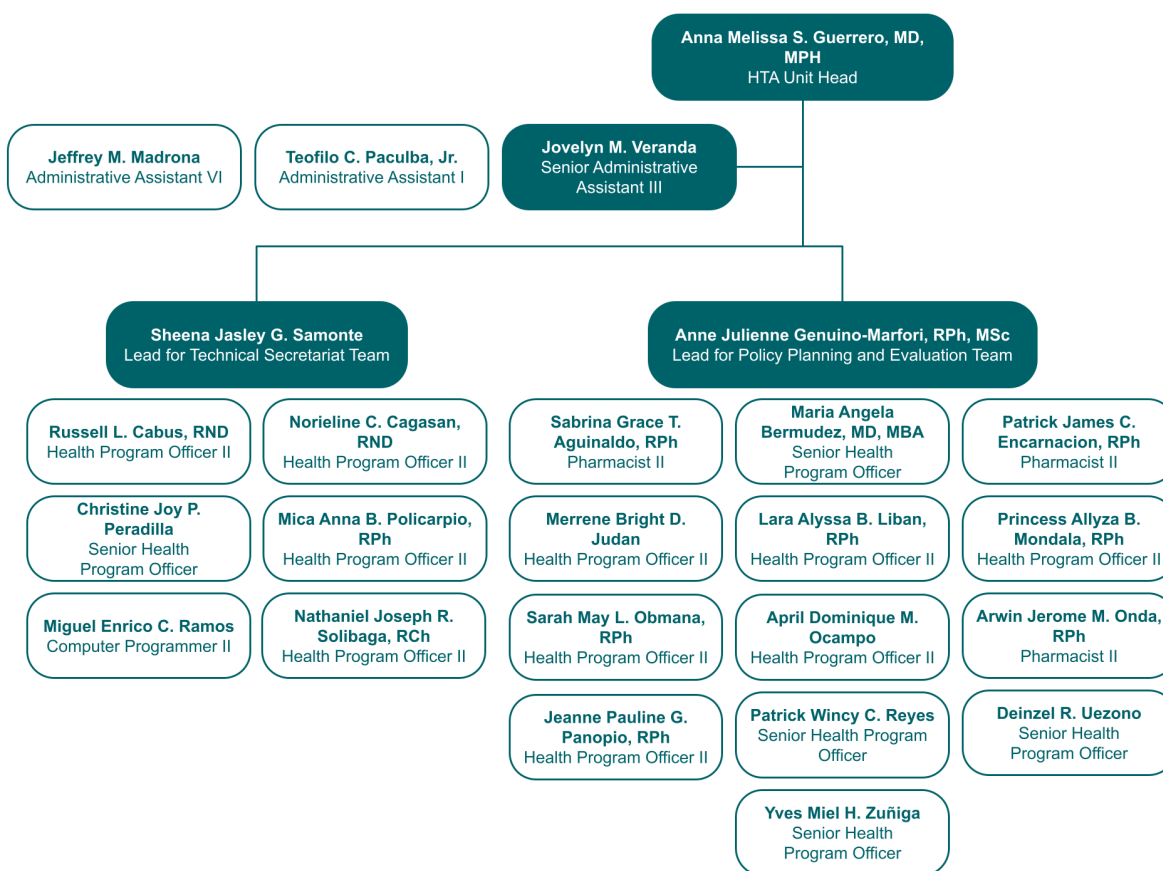 Anna Melissa S. Guerrero, MD,
MPH
HTA Unit Head
Jeffrey M. Madrona
Administrative Assistant VI
Teofilo C. Paculba, Jr.
Administrative Assistant I
Jovelyn M. Veranda
Senior Administrative
Assistant III
Sheena Jasley G. Samonte
Lead for Technical Secretariat Team
Anne Julienne Genuino-Marfori, RPh, MSc
Lead for Policy Planning and Evaluation Team
Russell L. Cabus, RND
Health Program Officer II
Norieline C. Cagasan,
RND
Health Program Officer II
Christine Joy P.
Peradilla
Senior Health
Program Officer
Mica Anna B. Policarpio,
RPh
Health Program Officer II
Miguel Enrico C. Ramos
Computer Programmer II
Nathaniel Joseph R.
Solibaga, RCh
Health Program Officer II
Sabrina Grace T.
Aguinaldo, RPh
Pharmacist II
Maria Angela
Bermudez, MD, MBA
Senior Health
Program Officer
Patrick James C.
Encarnacion, RPh
Pharmacist II
Merrene Bright D.
Judan
Health Program Officer II
Lara Alyssa B. Liban,
RPh
Health Program Officer II
Princess Allyza B.
Mondala, RPh
Health Program Officer II
Sarah May L. Obmana,
RPh
Health Program Officer II
April Dominique M.
Ocampo
Health Program Officer II
Arwin Jerome M. Onda,
RPh
Pharmacist II
Jeanne Pauline G.
Panopio, RPh
Health Program Officer II
Patrick Wincy C. Reyes
Senior Health Program
Officer
Deinzel R. Uezono
Senior Health
Program Officer
Yves Miel H. Zuñiga
Senior Health
Program Officer